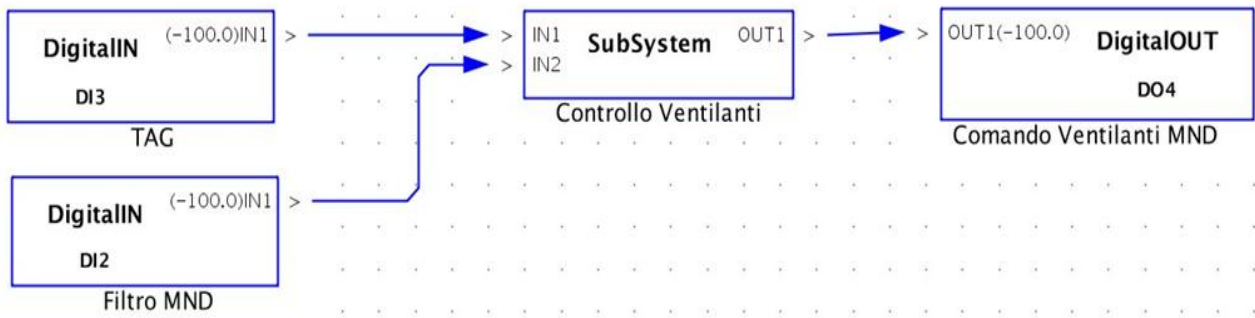 DigitalIN (-100.0)IN1 >
DI3
TAG
> IN1 SubSystem OUT1 >
> IN2
Controllo Ventilanti
> OUT1(-100.0) DigitalOUT
DO4
Comando Ventilanti MND
DigitalIN (-100.0)IN1 >
DI2
Filtro MND